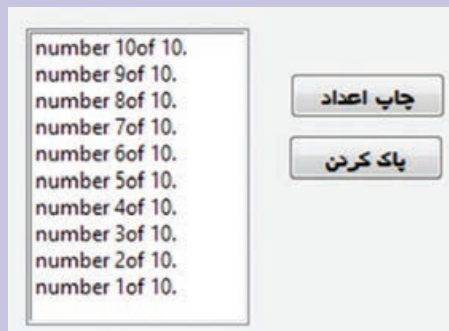 number 10of 10.
number 9of 10.
number 8of 10.
number 7of 10.
number 6of 10.
number 5of 10.
number 4of 10.
number 3of 10.
number 2of 10.
number 1of 10.
چاپ اعداد
پاک کردن